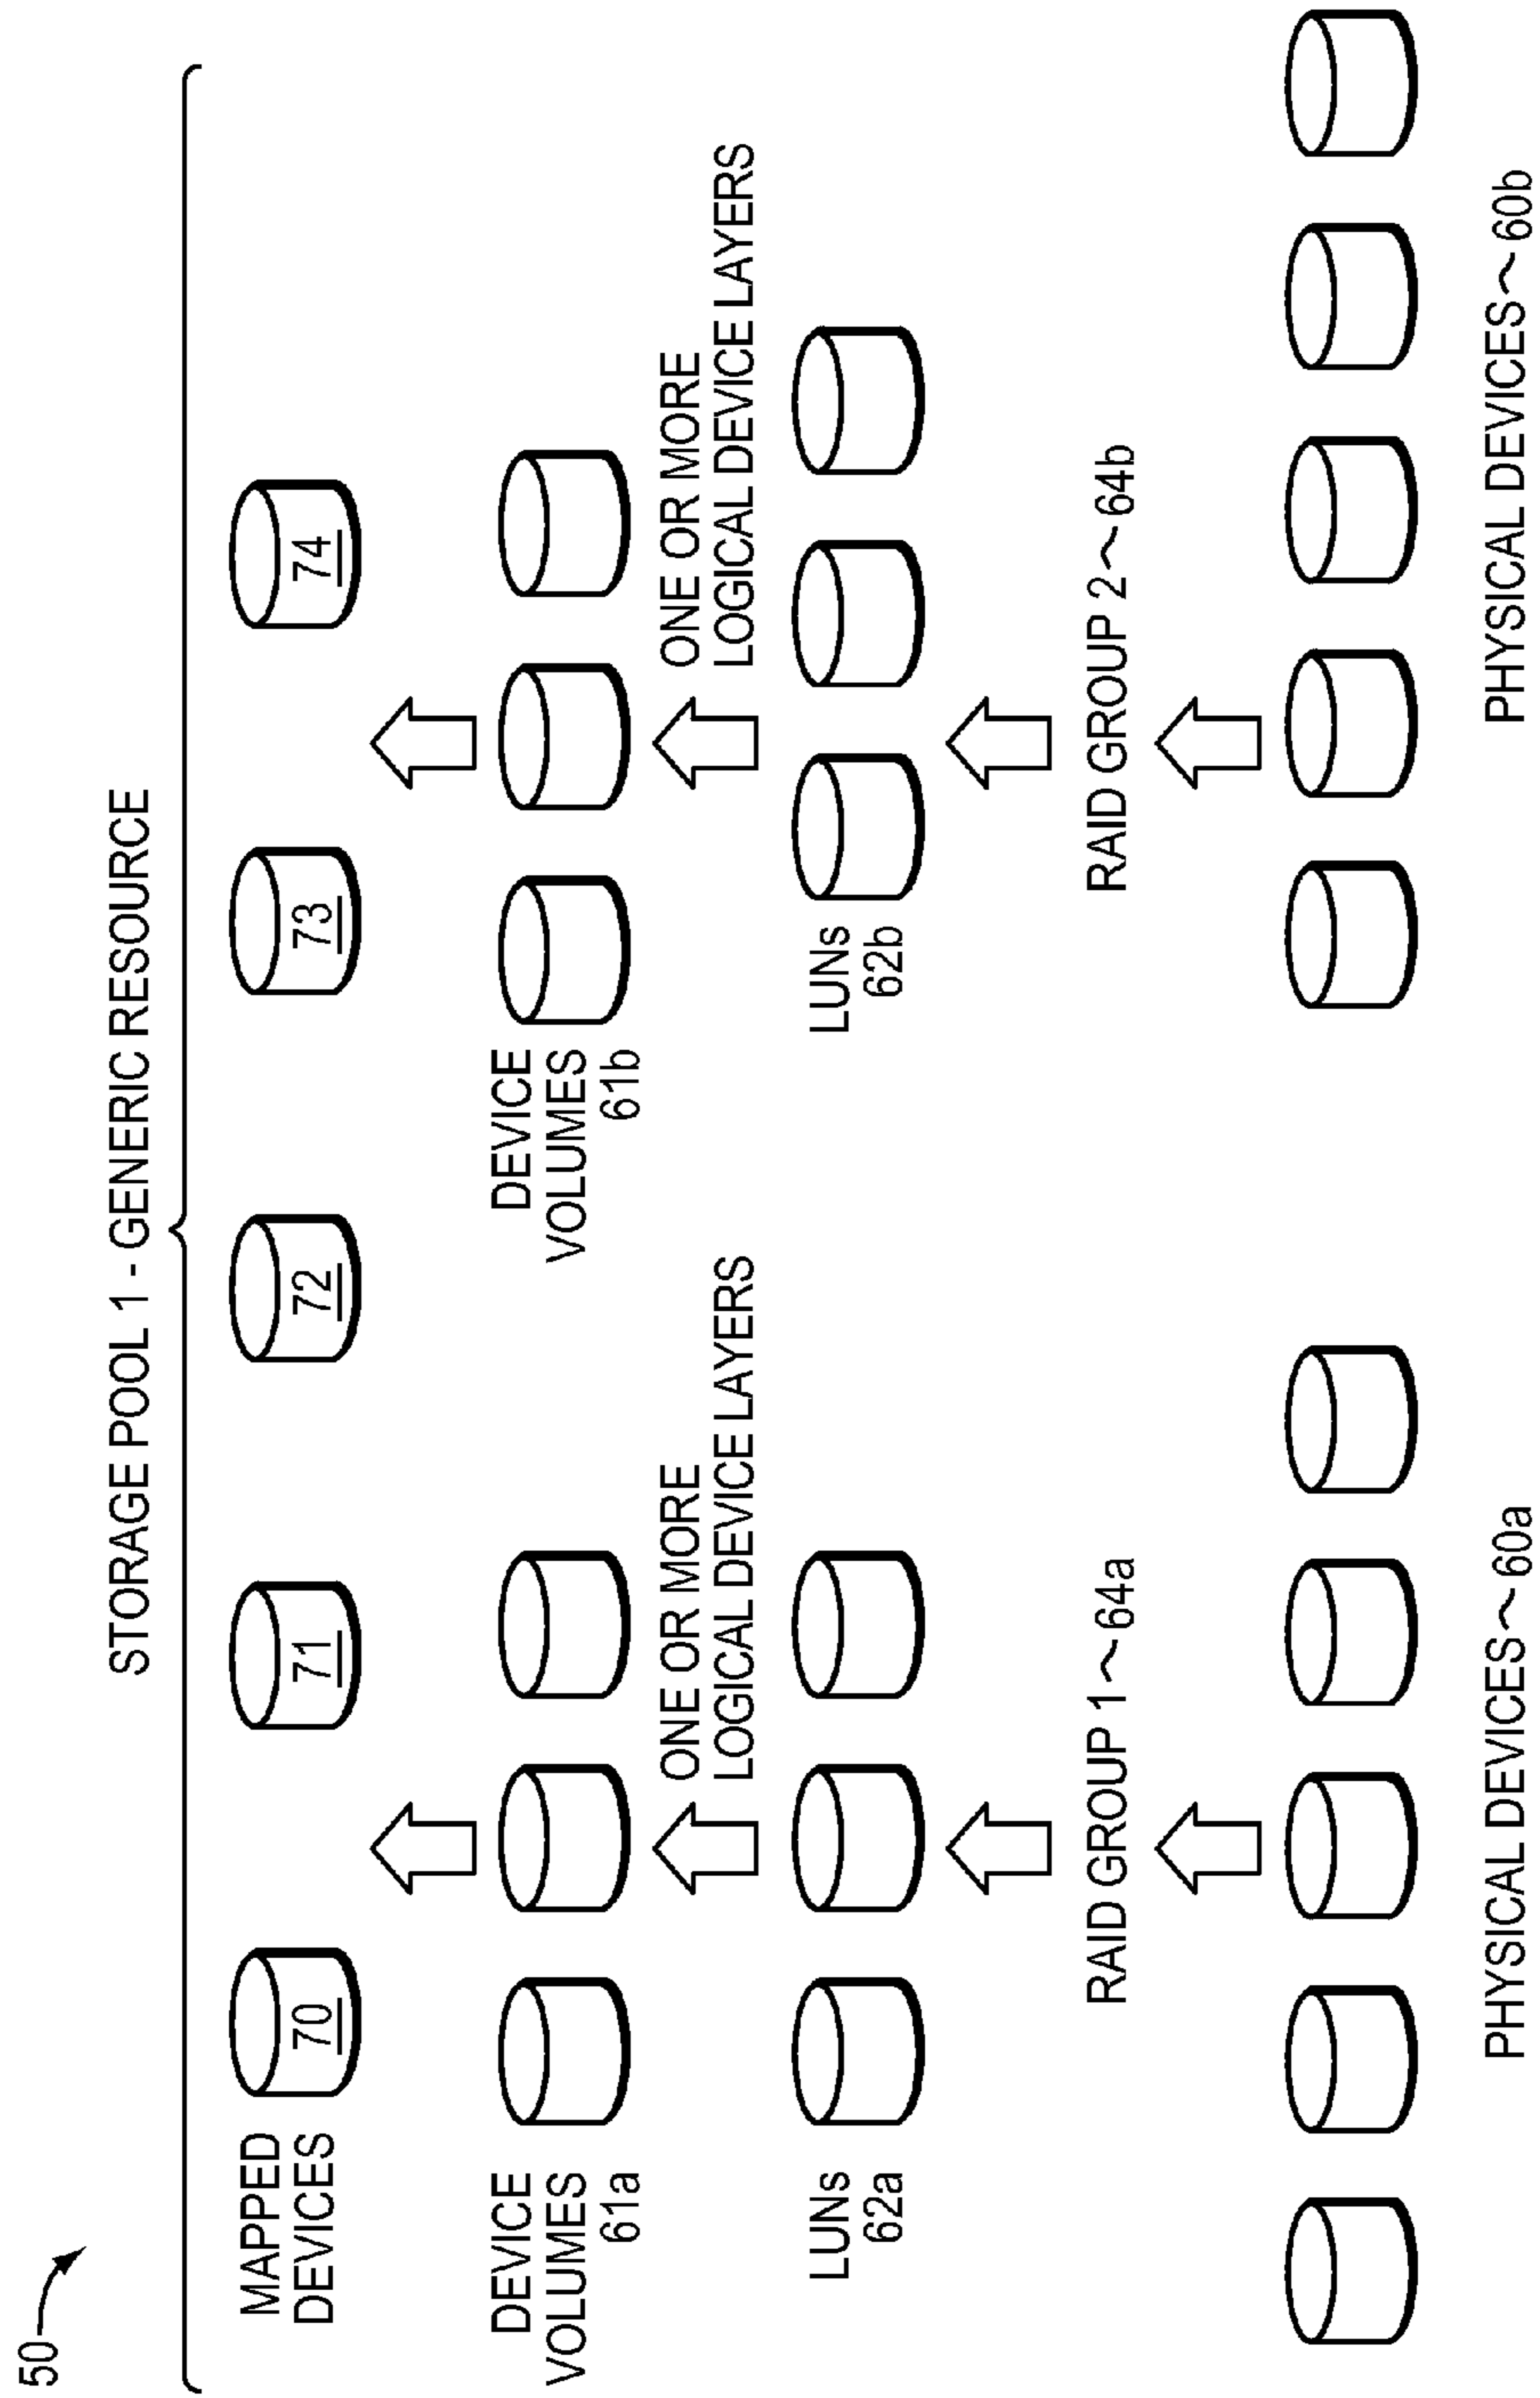 50
STORAGE POOL 1 - GENERIC RESOURCE
MAPPED
DEVICES
70
71
72
73
74
DEVICE
VOLUMES
61a
DEVICE
VOLUMES
61b
ONE OR MORE
LOGICAL DEVICE LAYERS
ONE OR MORE
LOGICAL DEVICE LAYERS
LUNs
62a
LUNs
62b
RAID GROUP 1~64a
RAID GROUP 2~64b
PHYSICAL DEVICES~60a
PHYSICAL DEVICES~60b